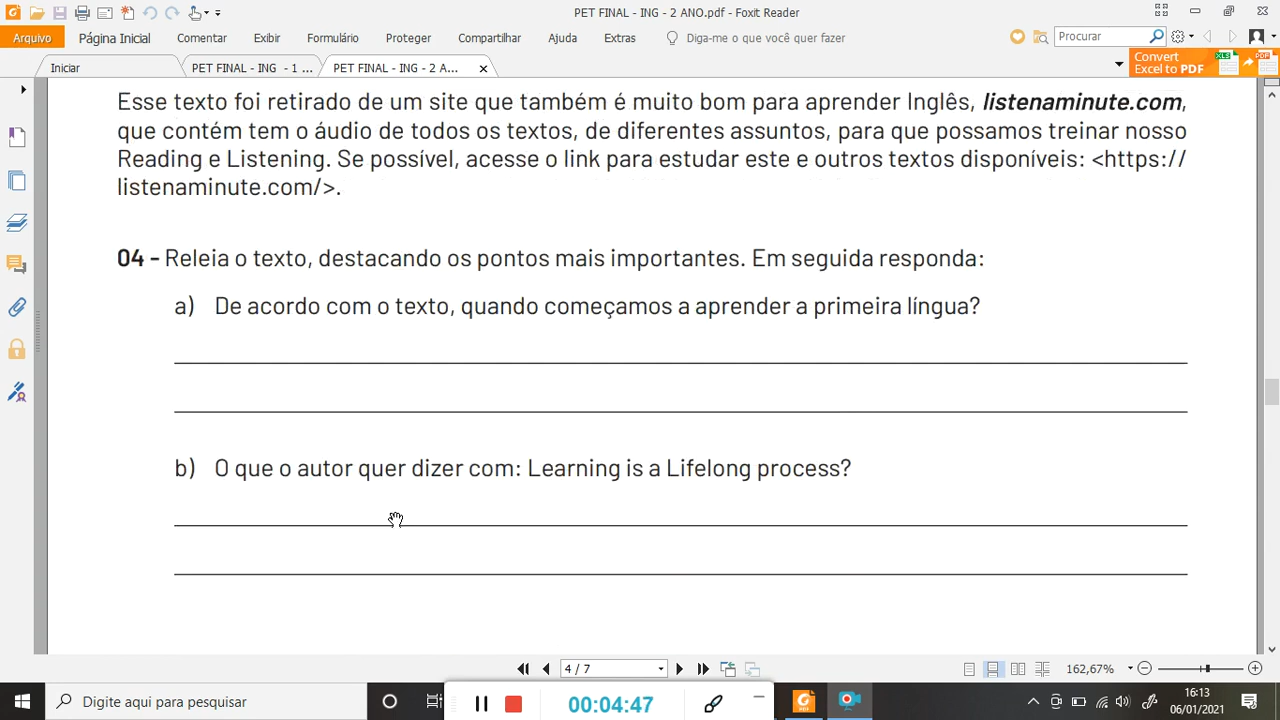 PET FINAL - ING - 2 ANO.pdf - Foxit Reader
Arquivo Página Inicial Comentar Exibir Formulário Proteger Compartilhar Ajuda Extras Diga-me o que você quer fazer Procurar
Iniciar PET FINAL - ING - 1 ... PET FINAL - ING - 2 A... Convert
Excel to PDF
XLS PDF
Esse texto foi retirado de um site que também é muito bom para aprender Inglês, listenaminute.com,
que contém tem o áudio de todos os textos, de diferentes assuntos, para que possamos treinar nosso
Reading e Listening. Se possível, acesse o link para estudar este e outros textos disponíveis: <https://
listenaminute.com/>.
04 - Releia o texto, destacando os pontos mais importantes. Em seguida responda:
a) De acordo com o texto, quando começamos a aprender a primeira língua?
b) O que o autor quer dizer com: Learning is a Lifelong process?
4 / 7 162,67%
Digite aqui para pesquisar 00:04:47 16:13
06/01/2021